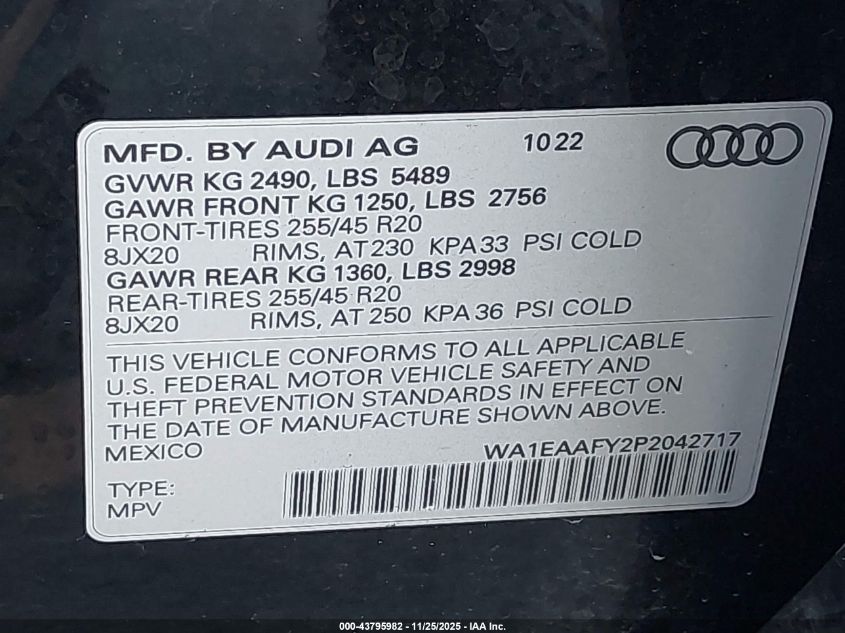 MFD. BY AUDI AG 10 22
GVWR KG 2490, LBS 5489
GAWR FRONT KG 1250, LBS 2756
FRONT-TIRES 255/45 R20
8JX20 RIMS, AT 230 KPA 33 PSI COLD
GAWR REAR KG 1360, LBS 2998
REAR-TIRES 255/45 R20
8JX20 RIMS, AT 250 KPA 36 PSI COLD
THIS VEHICLE CONFORMS TO ALL APPLICABLE
U.S. FEDERAL MOTOR VEHICLE SAFETY AND
THEFT PREVENTION STANDARDS IN EFFECT ON
THE DATE OF MANUFACTURE SHOWN ABOVE.
MEXICO WA1EAAFY2P2042717
TYPE:
MPV
000-43795982 - 11/25/2025 - IAA Inc.